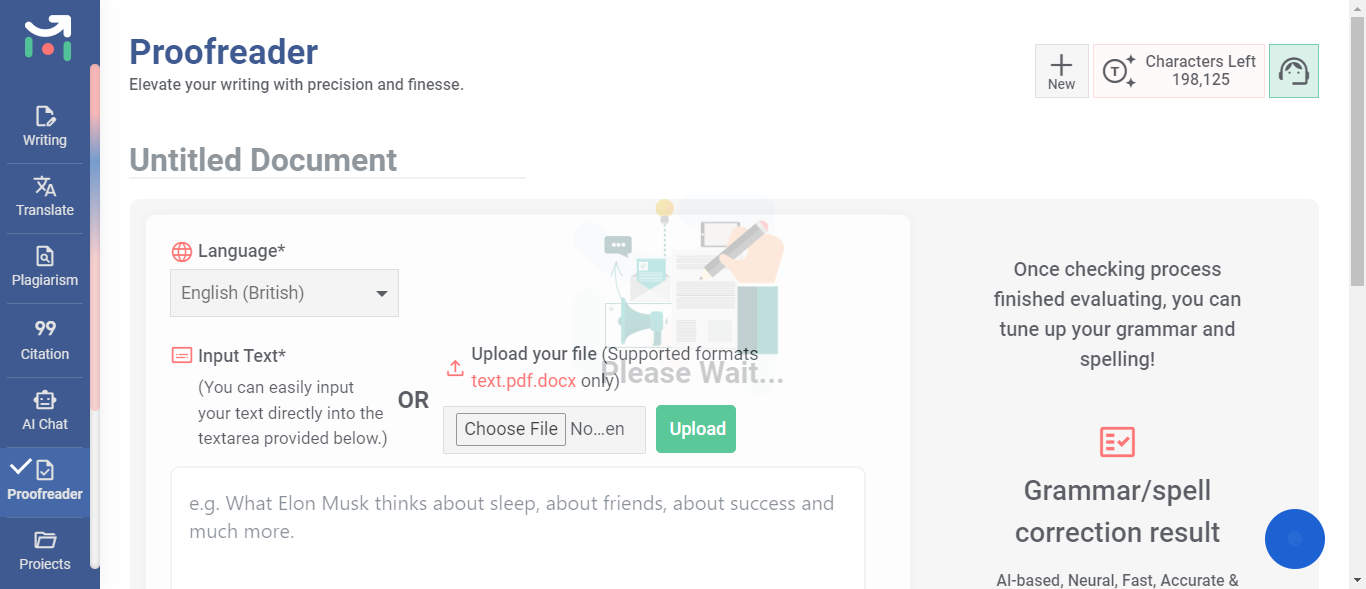 Proofreader
Elevate your writing with precision and finesse.
New
Characters Left
198,125
Writing
Translate
Plagiarism
Citation
AI Chat
Proofreader
Projects
Untitled Document
Language*
English (British)
Input Text*
(You can easily input
your text directly into the
textarea provided below.)
OR
Upload your file (Supported formats
text.pdf.docx only)
Choose File No...en
Upload
Please Wait...
e.g. What Elon Musk thinks about sleep, about friends, about success and
much more.
Once checking process
finished evaluating, you can
tune up your grammar and
spelling!
Grammar/spell
correction result
AI-based, Neural, Fast, Accurate &